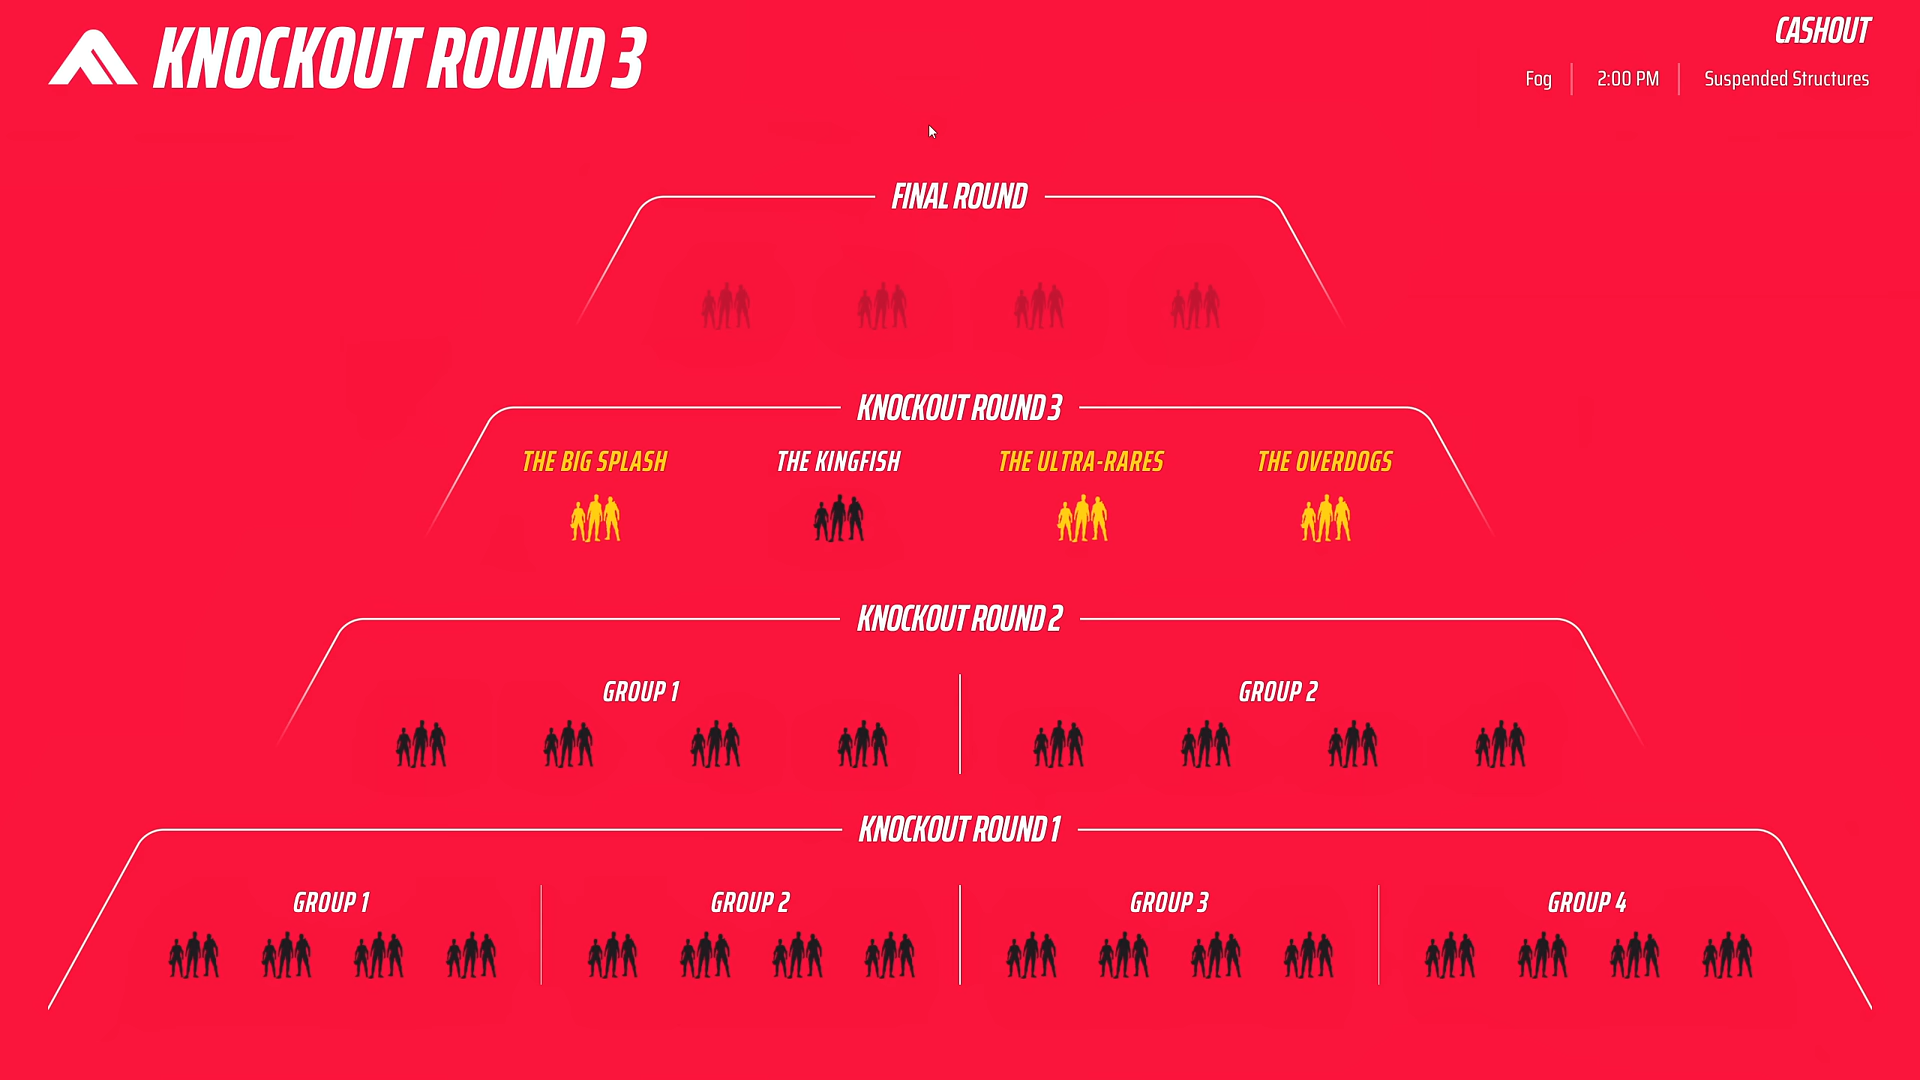 KNOCKOUT ROUND 3
CASHOUT
Fog
2:00 PM
Suspended Structures
FINAL ROUND
KNOCKOUT ROUND 3
THE BIG SPLASH
THE KINGFISH
THE ULTRA-RARES
THE OVERDOGS
KNOCKOUT ROUND 2
GROUP 1
GROUP 2
KNOCKOUT ROUND 1
GROUP 1
GROUP 2
GROUP 3
GROUP 4